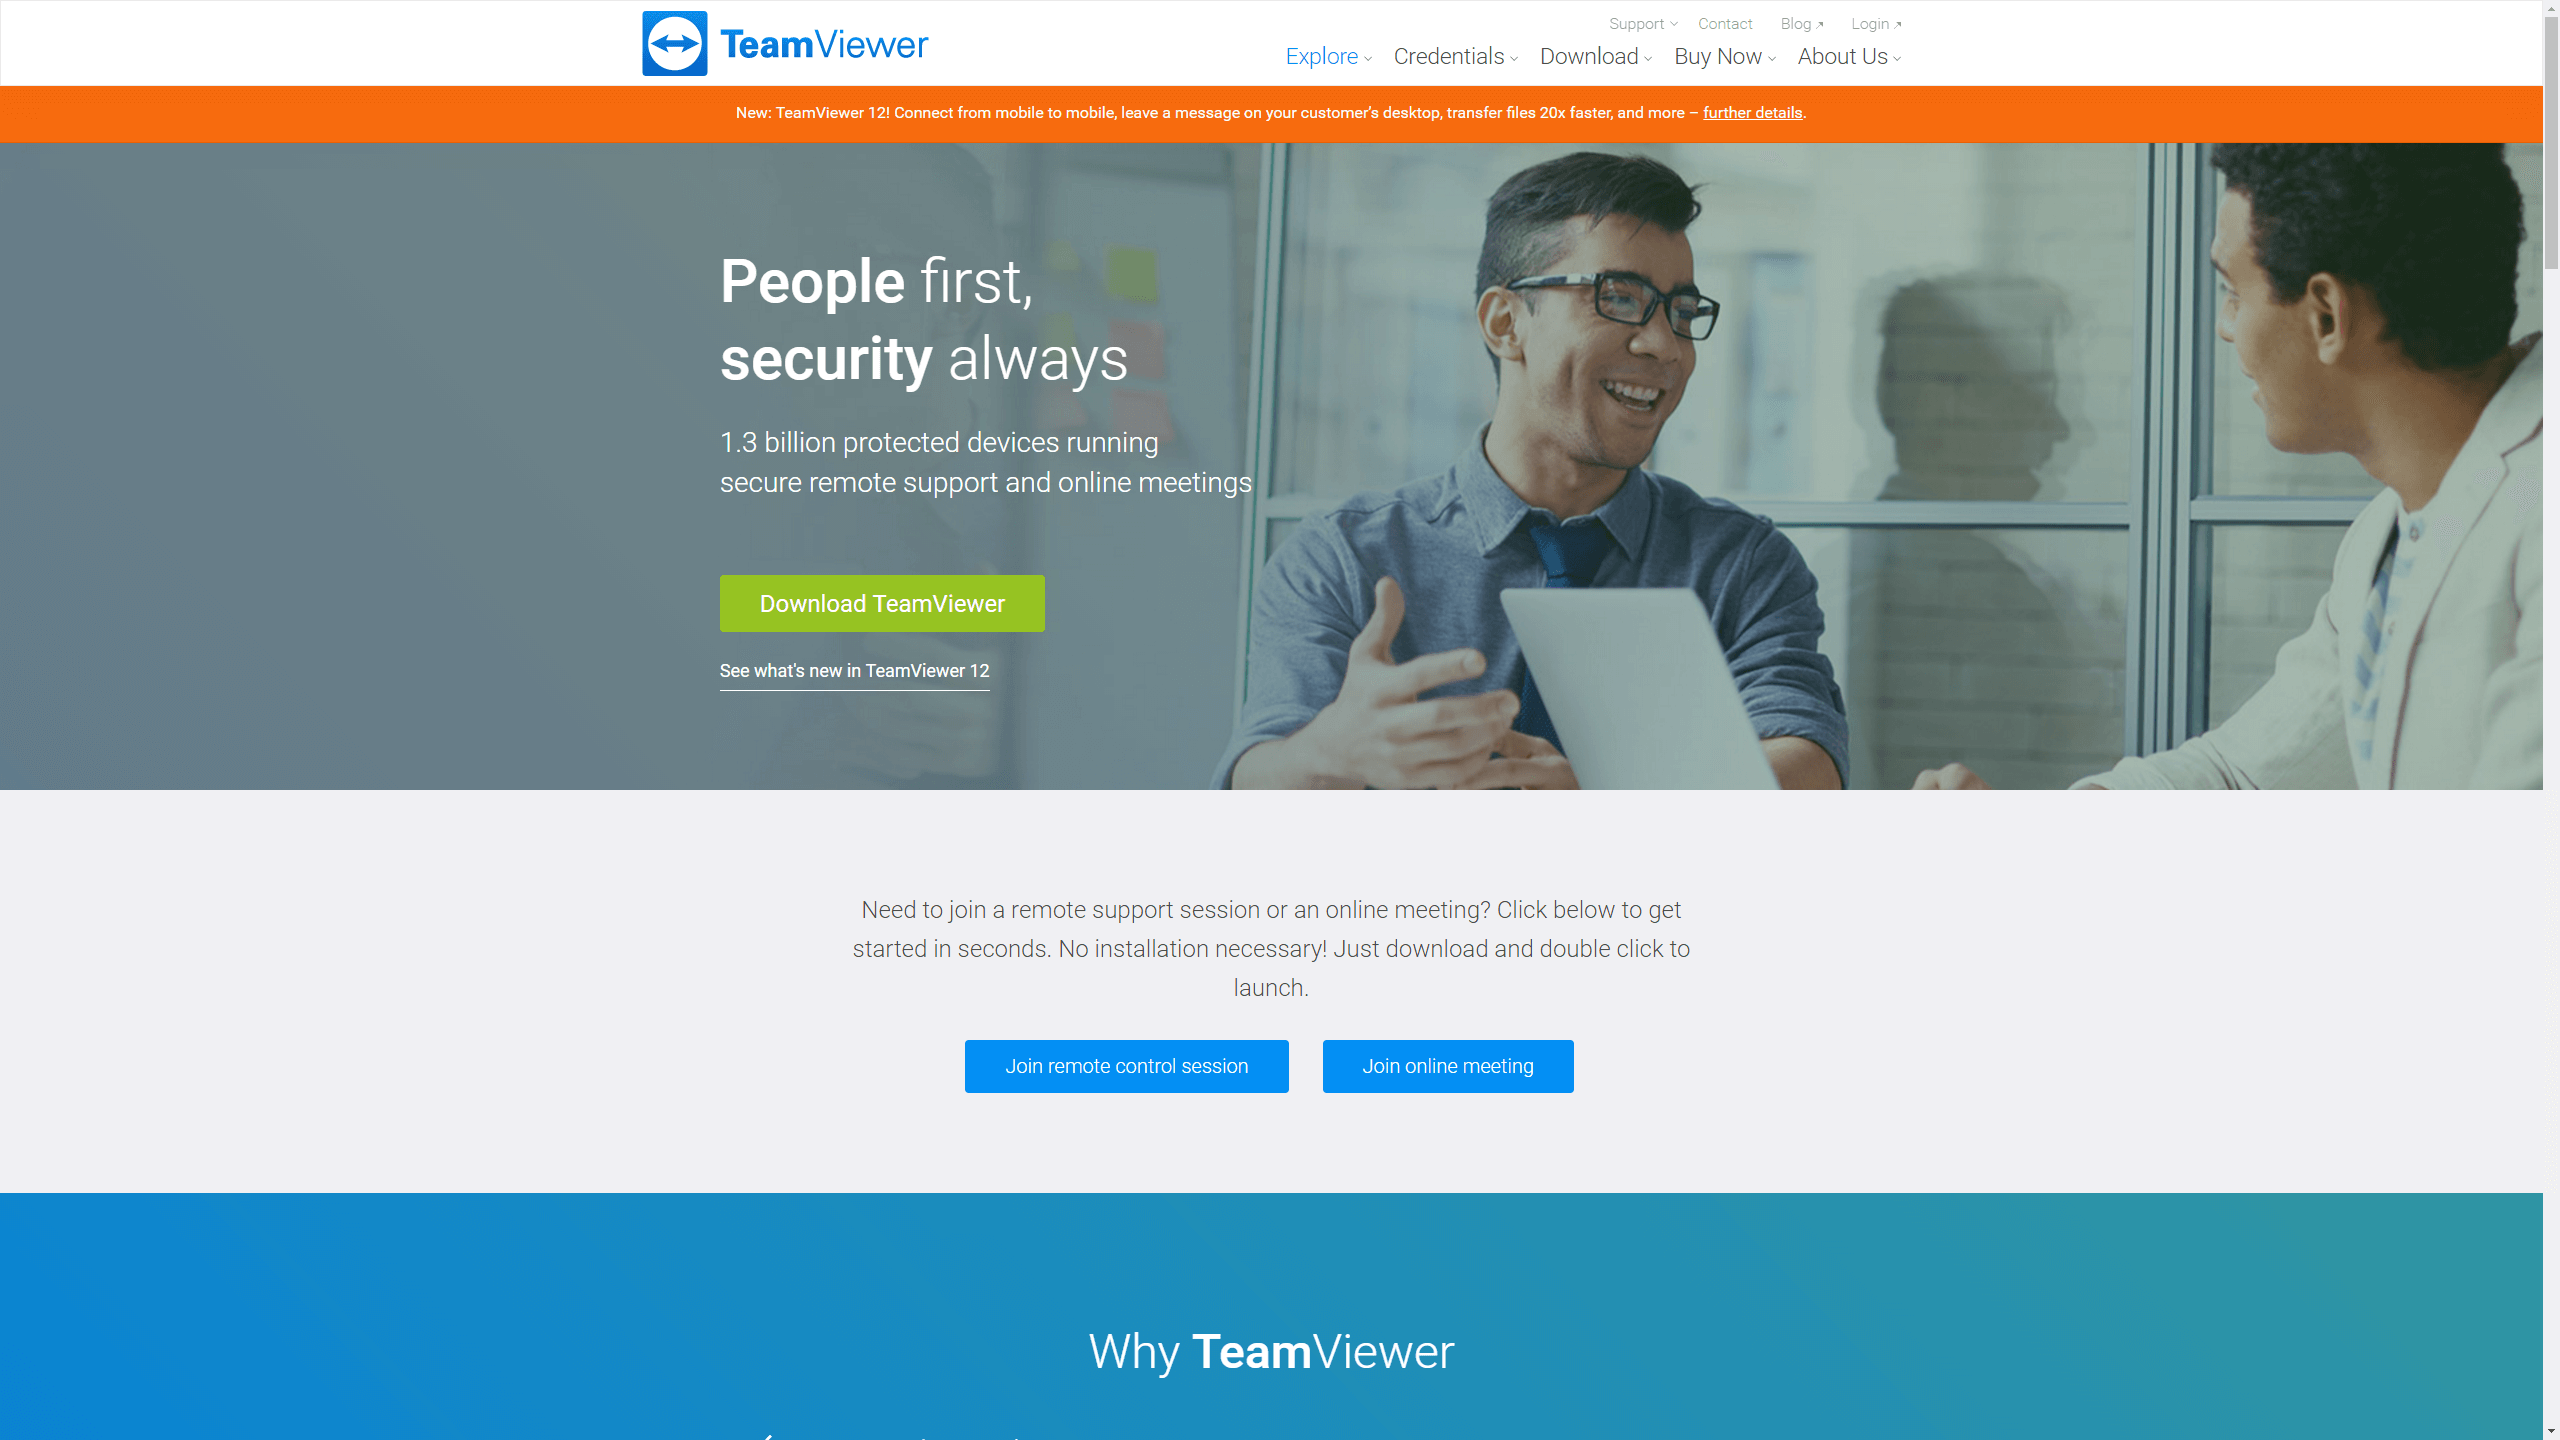 TeamViewer
Support
Contact
Blog
Login
Explore
Credentials
Download
Buy Now
About Us
New: TeamViewer 12! Connect from mobile to mobile, leave a message on your customer’s desktop, transfer files 20x faster, and more – further details.
People first,
security always
1.3 billion protected devices running
secure remote support and online meetings
Download TeamViewer
See what's new in TeamViewer 12
Need to join a remote support session or an online meeting? Click below to get
started in seconds. No installation necessary! Just download and double click to
launch.
Join remote control session
Join online meeting
Why TeamViewer